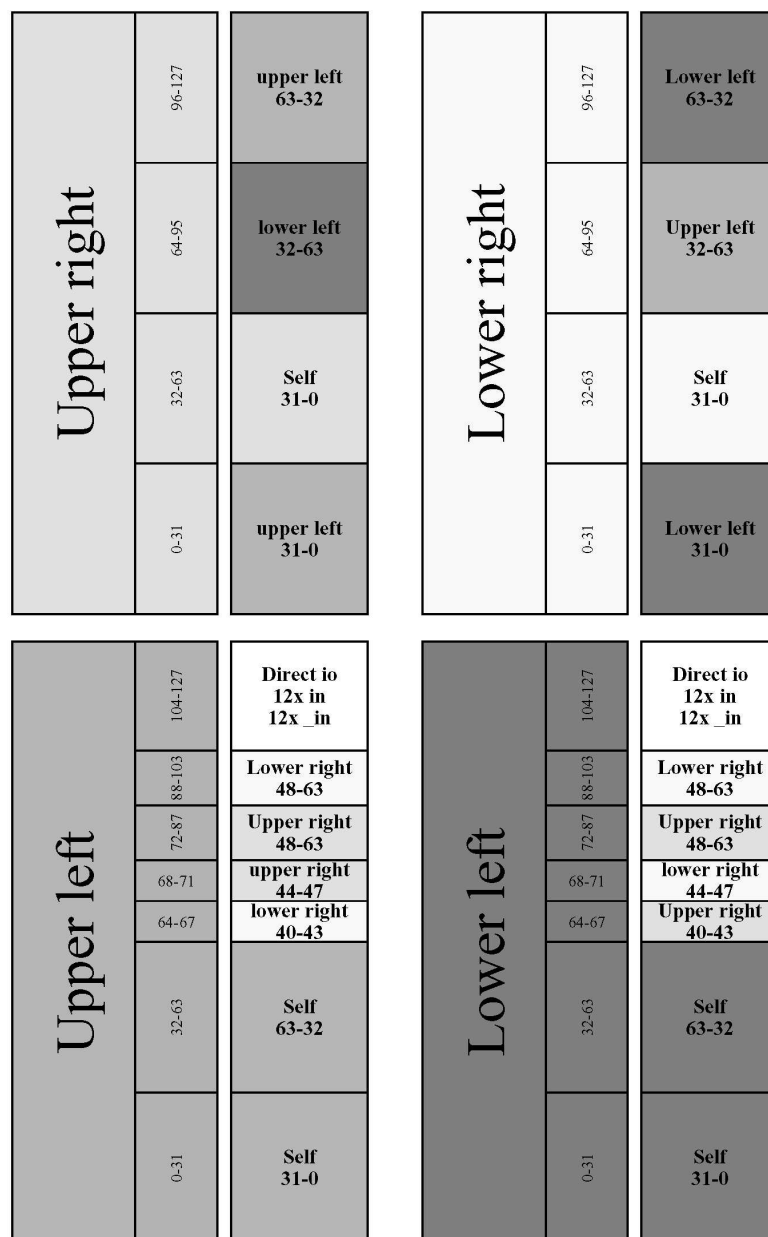 Upper right
96-127
upper left
63-32
64-95
lower left
32-63
32-63
Self
31-0
0-31
upper left
31-0
Lower right
96-127
Lower left
63-32
64-95
Upper left
32-63
32-63
Self
31-0
0-31
Lower left
31-0
Upper left
104-127
Direct io
12x in
12x _in
88-103
Lower right
48-63
72-87
Upper right
48-63
68-71
upper right
44-47
64-67
lower right
40-43
32-63
Self
63-32
0-31
Self
31-0
Lower left
104-127
Direct io
12x in
12x _in
88-103
Lower right
48-63
72-87
Upper right
48-63
68-71
lower right
44-47
64-67
Upper right
40-43
32-63
Self
63-32
0-31
Self
31-0